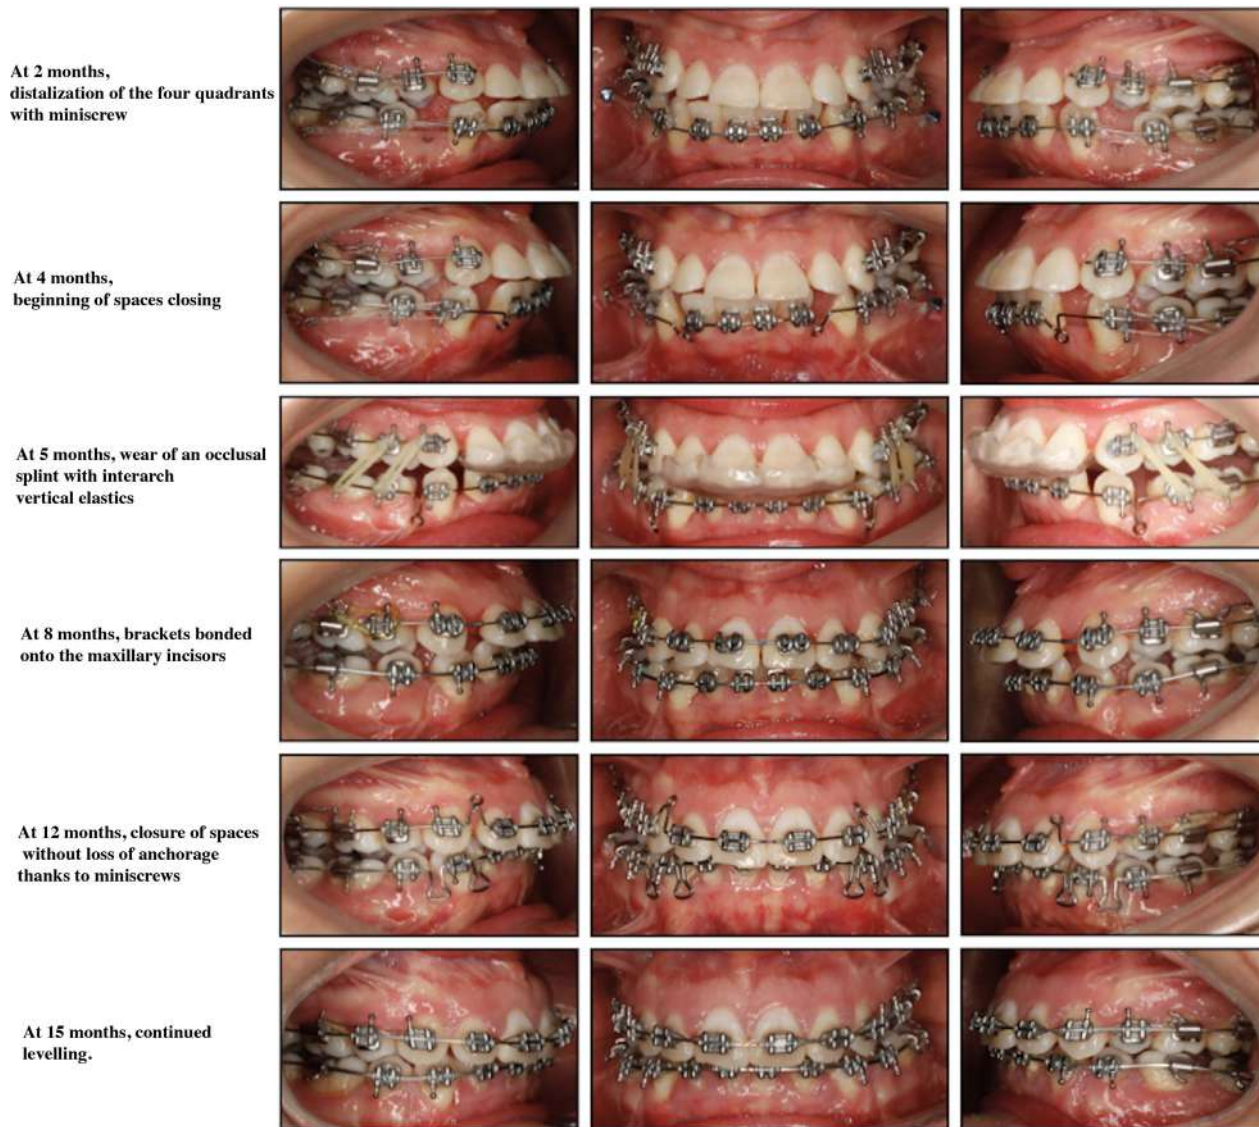 At 2 months,
distalization of the four quadrants
with miniscrew
At 4 months,
beginning of spaces closing
At 5 months, wear of an occlusal
splint with interarch
vertical elastics
At 8 months, brackets bonded
onto the maxillary incisors
At 12 months, closure of spaces
without loss of anchorage
thanks to miniscrews
At 15 months, continued
levelling.